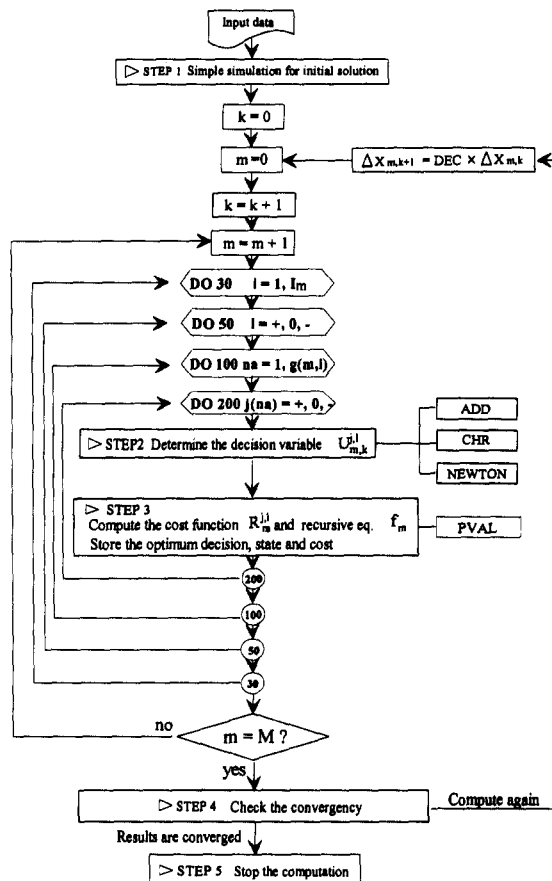 Input data
▷ STEP 1 Simple simulation for initial solution
k = 0
m = 0
ΔX m,k+1 = DEC × ΔX m,k
k = k + 1
m = m + 1
DO 30 i = 1, Im
DO 50 l = +, 0, -
DO 100 na = 1, g(m,l)
DO 200 j(na) = +, 0, -
▷ STEP2 Determine the decision variable U^{j,l}_{m,k}
ADD
CHR
NEWTON
▷ STEP 3
Compute the cost function R^{j,l}_m and recursive eq. f_m
Store the optimum decision, state and cost
PVAL
200
100
50
30
no
m = M ?
yes
▷ STEP 4 Check the convergency
Compute again
Results are converged
▷ STEP 5 Stop the computation